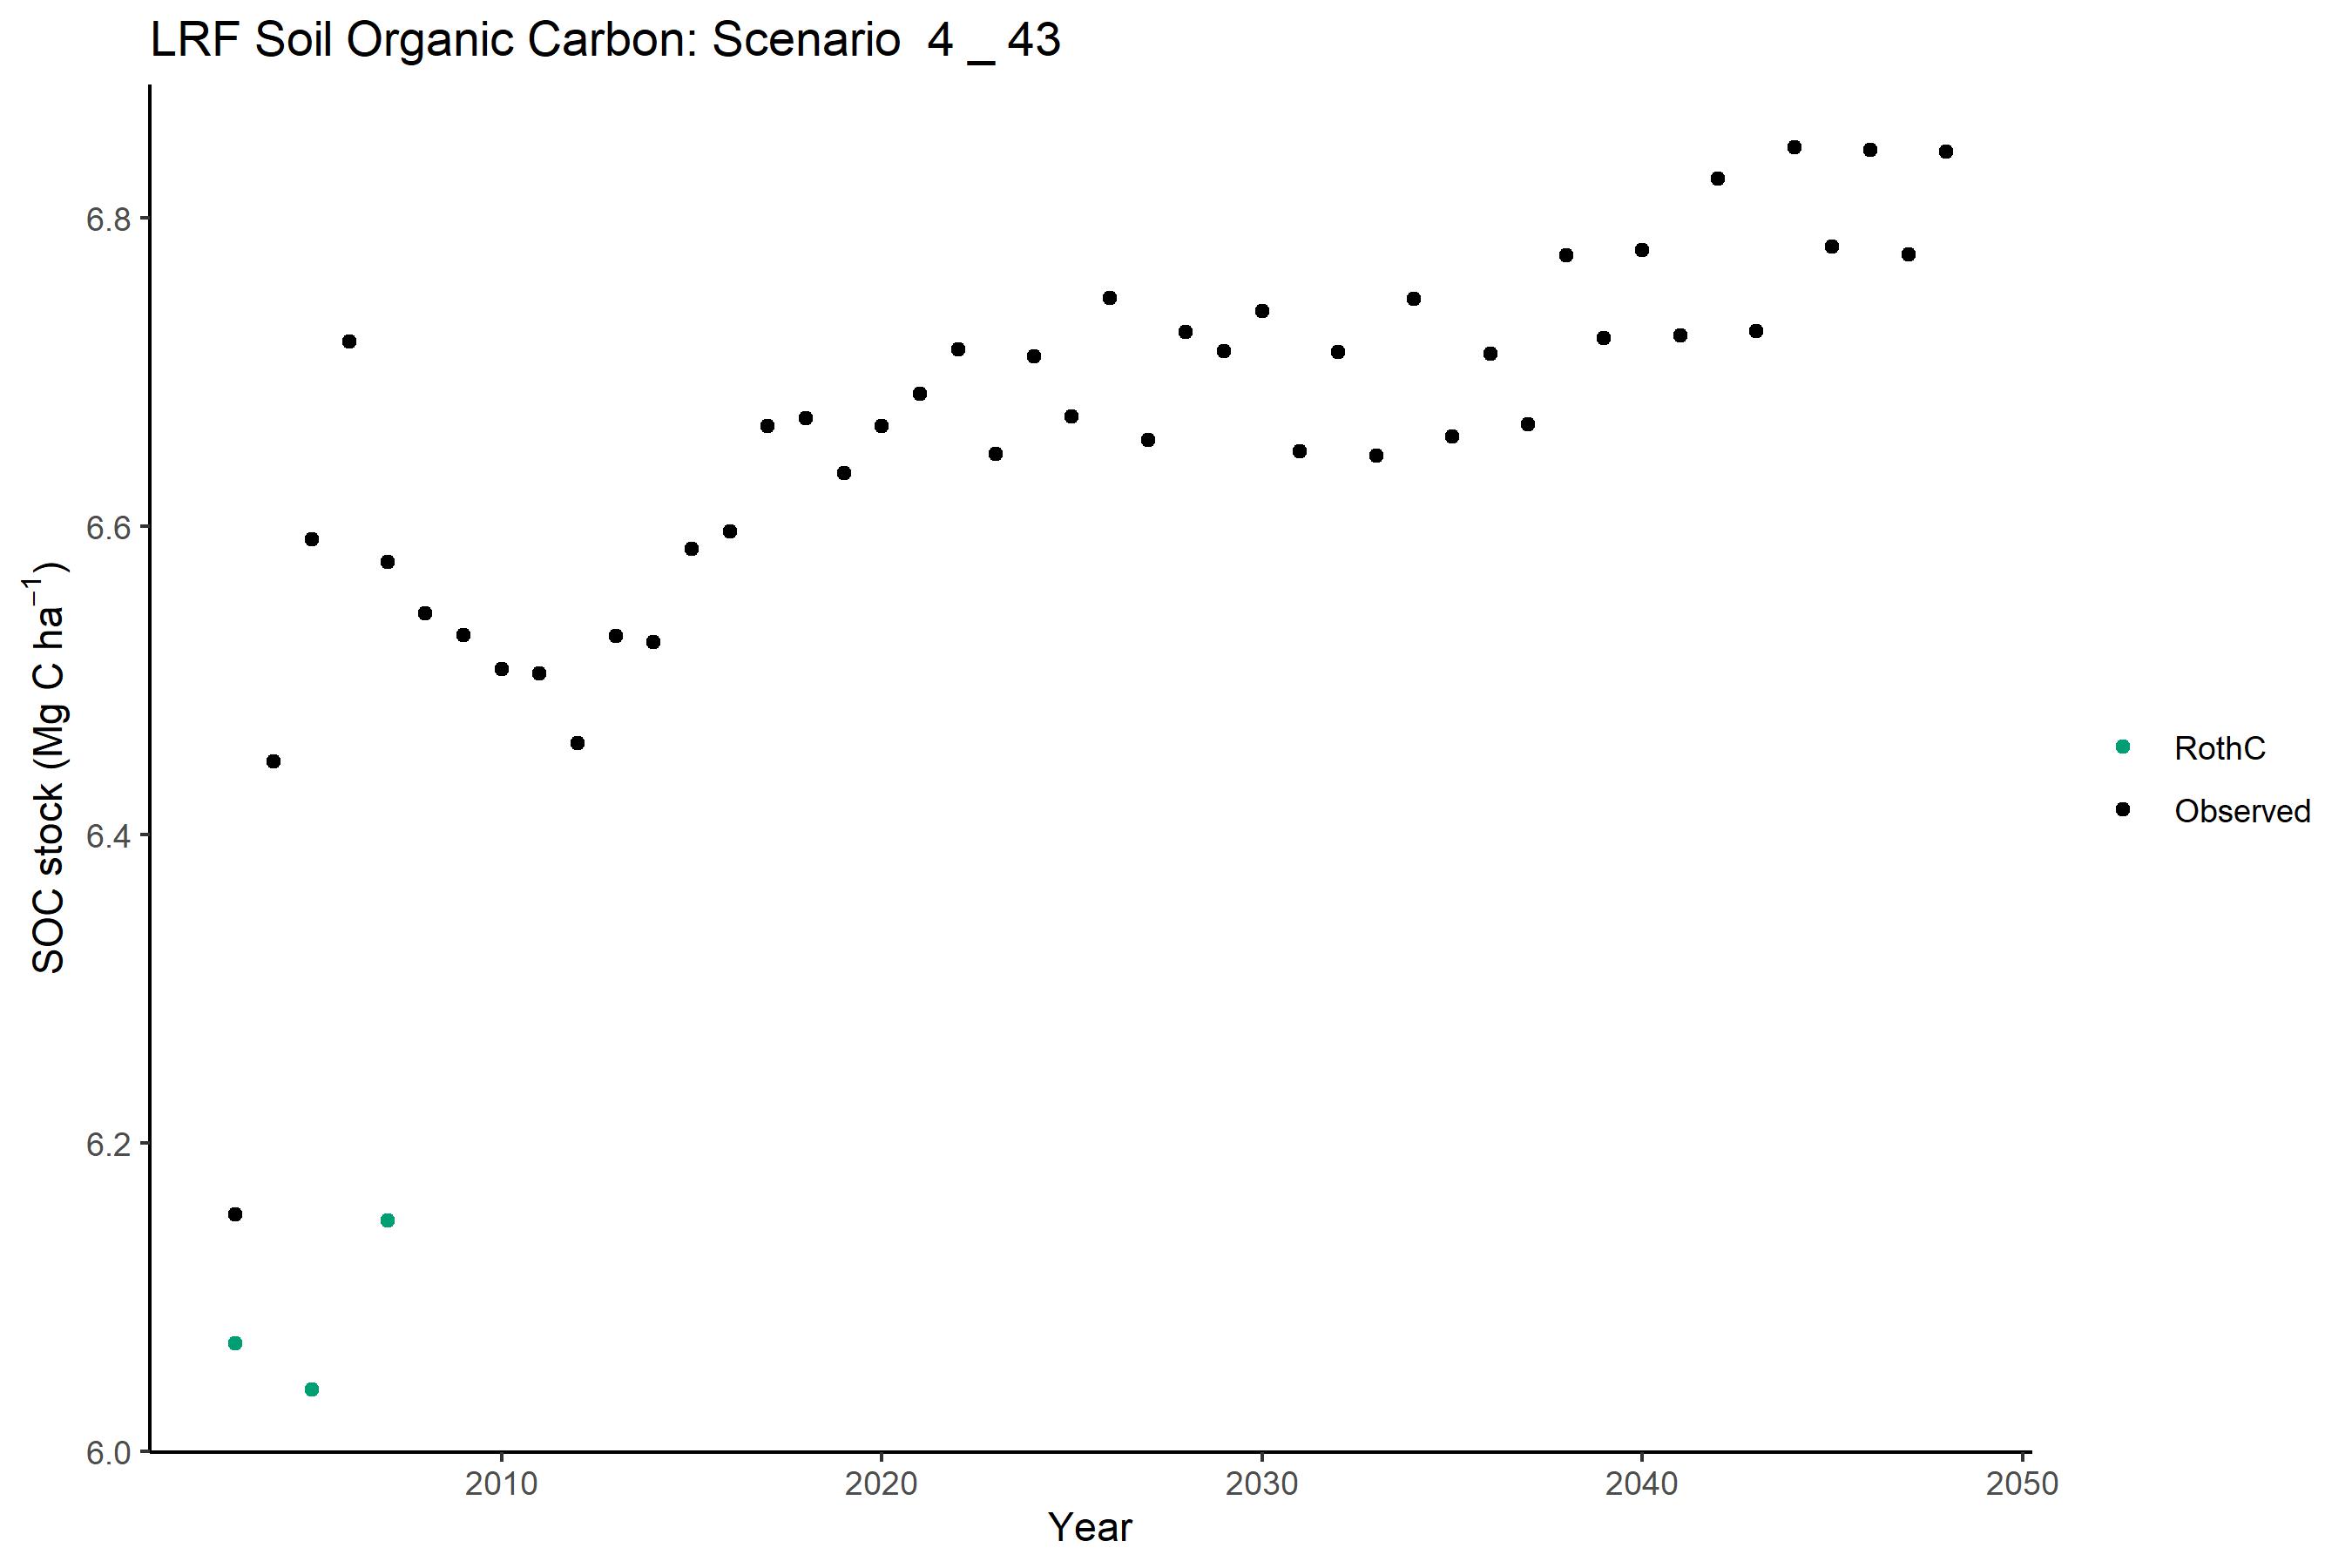 LRF Soil Organic Carbon: Scenario  4 _ 43
SOC stock (Mg C ha⁻¹)
6.8
6.6
6.4
6.2
6.0
2010
2020
2030
2040
2050
Year
RothC
Observed